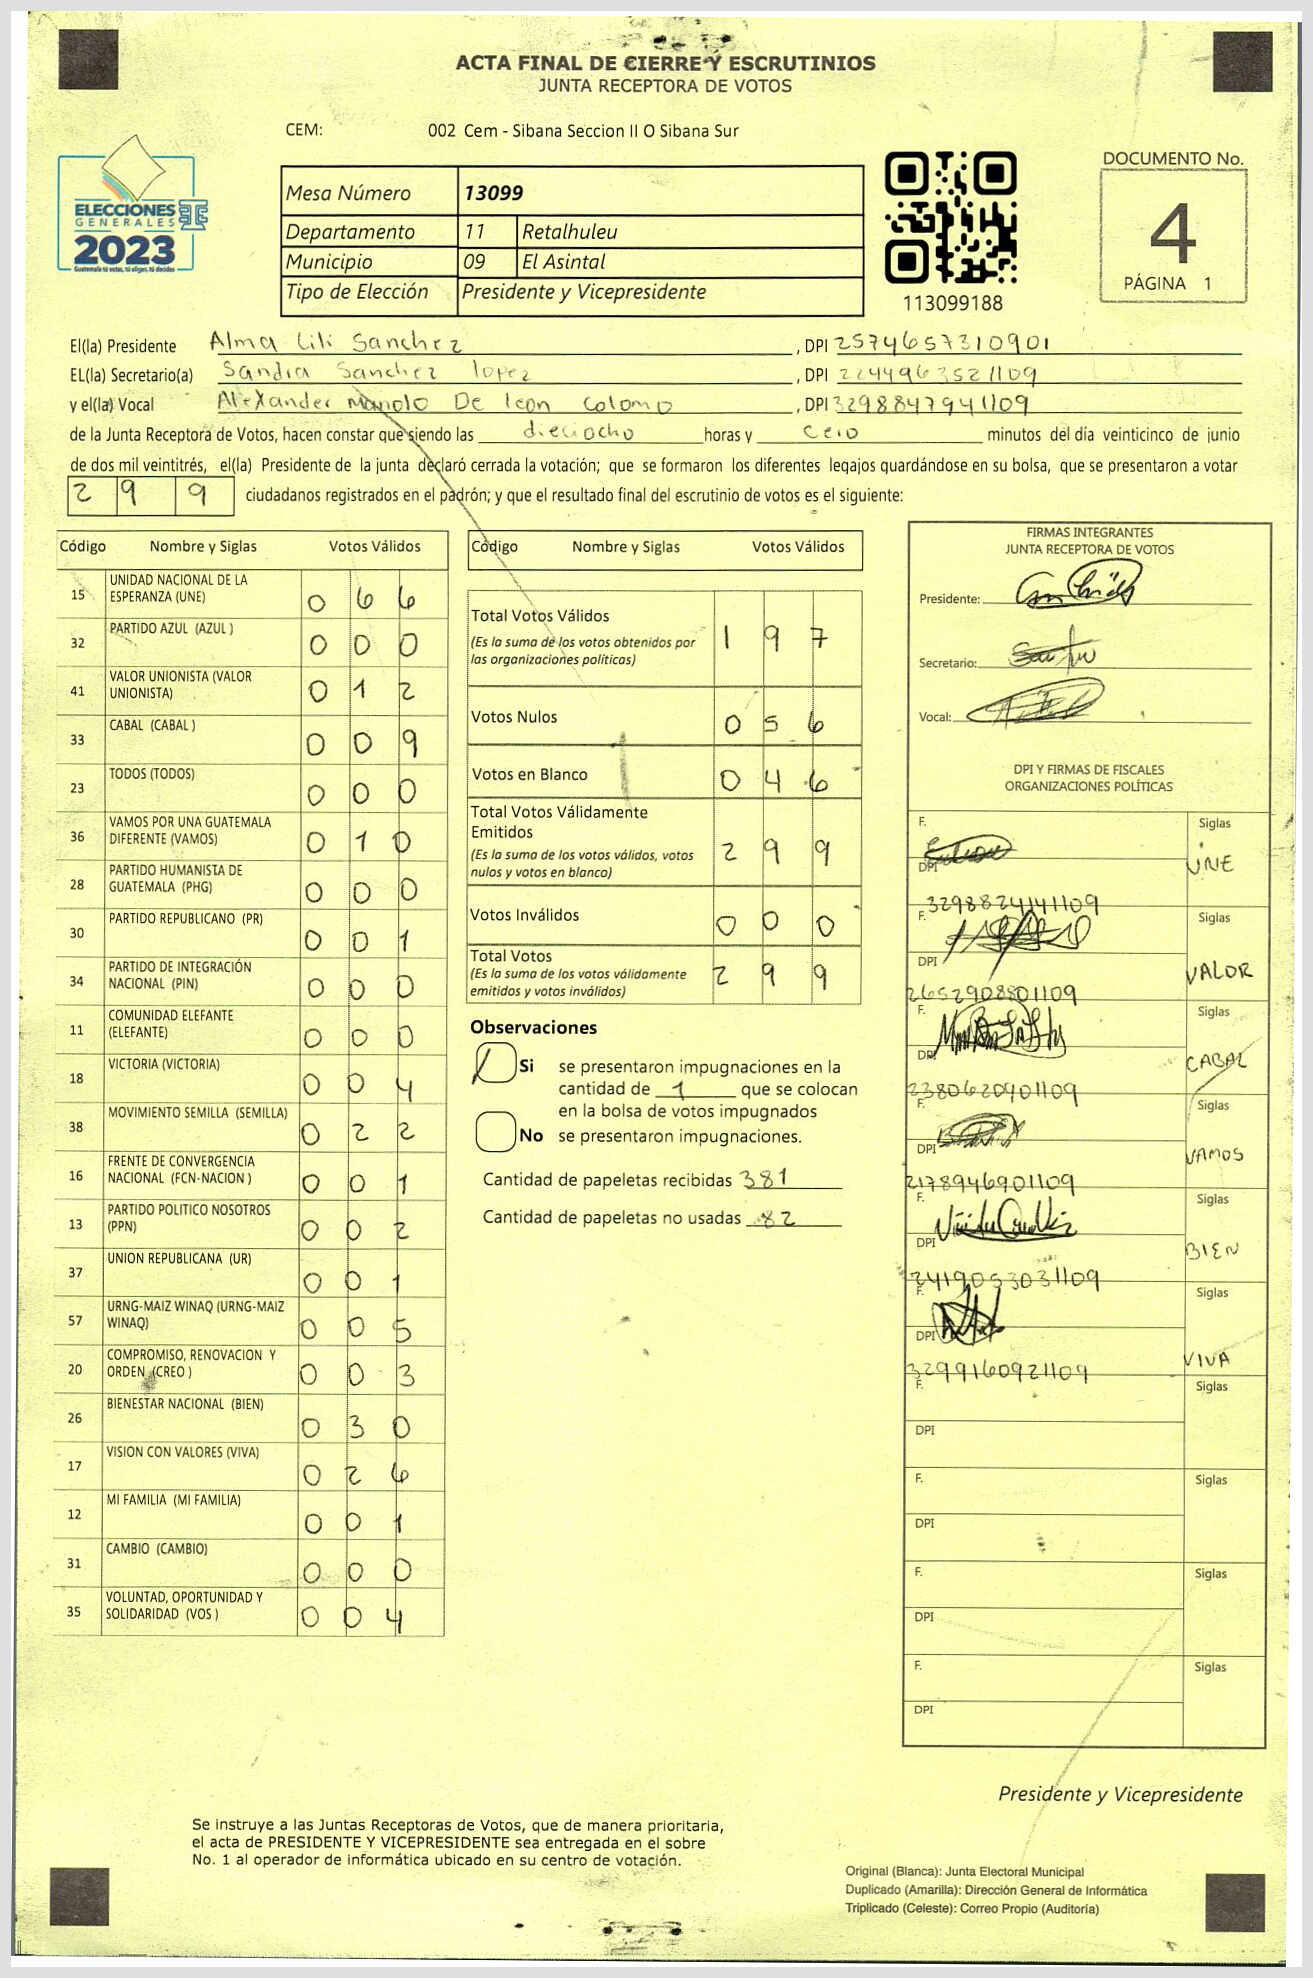 ACTA FINAL DE CIERRE Y ESCRUTINIOS
JUNTA RECEPTORA DE VOTOS
CEM: 002 Cem - Sibana Seccion II O Sibana Sur
ELECCIONES
GENERALES
2023
Guatemala tú votas, tú eliges, tú decides
Mesa Número 13099
Departamento 11 Retalhuleu
Municipio 09 El Asintal
Tipo de Elección Presidente y Vicepresidente
113099188
DOCUMENTO No.
4
PÁGINA 1
El(la) Presidente Alma Lili Sanchez , DPI 2574657310901
EL(la) Secretario(a) Sandra Sanchez lopez , DPI 2244963521109
y el(la) Vocal Alexander Manolo De leon Colomo , DPI 3298847941109
de la Junta Receptora de Votos, hacen constar que siendo las dieciocho horas y cero minutos del día veinticinco de junio
de dos mil veintitrés, el(la) Presidente de la junta declaró cerrada la votación; que se formaron los diferentes legajos guardándose en su bolsa, que se presentaron a votar
2 9 9 ciudadanos registrados en el padrón; y que el resultado final del escrutinio de votos es el siguiente:
Código Nombre y Siglas Votos Válidos
15 UNIDAD NACIONAL DE LA
ESPERANZA (UNE) 0 6 6
32 PARTIDO AZUL (AZUL ) 0 0 0
41 VALOR UNIONISTA (VALOR
UNIONISTA) 0 1 2
33 CABAL (CABAL ) 0 0 9
23 TODOS (TODOS) 0 0 0
36 VAMOS POR UNA GUATEMALA
DIFERENTE (VAMOS) 0 1 0
28 PARTIDO HUMANISTA DE
GUATEMALA (PHG) 0 0 0
30 PARTIDO REPUBLICANO (PR) 0 0 1
34 PARTIDO DE INTEGRACIÓN
NACIONAL (PIN) 0 0 0
11 COMUNIDAD ELEFANTE
(ELEFANTE) 0 0 0
18 VICTORIA (VICTORIA) 0 0 4
38 MOVIMIENTO SEMILLA (SEMILLA) 0 2 2
16 FRENTE DE CONVERGENCIA
NACIONAL (FCN-NACION ) 0 0 1
13 PARTIDO POLITICO NOSOTROS
(PPN) 0 0 2
37 UNION REPUBLICANA (UR) 0 0 1
57 URNG-MAIZ WINAQ (URNG-MAIZ
WINAQ) 0 0 5
20 COMPROMISO, RENOVACION Y
ORDEN (CREO ) 0 0 3
26 BIENESTAR NACIONAL (BIEN) 0 3 0
17 VISION CON VALORES (VIVA) 0 2 6
12 MI FAMILIA (MI FAMILIA) 0 0 1
31 CAMBIO (CAMBIO) 0 0 0
35 VOLUNTAD, OPORTUNIDAD Y
SOLIDARIDAD (VOS ) 0 0 4
Código Nombre y Siglas Votos Válidos
Total Votos Válidos
(Es la suma de los votos obtenidos por
las organizaciones políticas) 1 9 7
Votos Nulos 0 5 6
Votos en Blanco 0 4 6
Total Votos Válidamente
Emitidos
(Es la suma de los votos válidos, votos
nulos y votos en blanco) 2 9 9
Votos Inválidos 0 0 0
Total Votos
(Es la suma de los votos válidamente
emitidos y votos inválidos) 2 9 9
Observaciones
Si se presentaron impugnaciones en la
cantidad de 1 que se colocan
en la bolsa de votos impugnados
No se presentaron impugnaciones.
Cantidad de papeletas recibidas 381
Cantidad de papeletas no usadas 82
FIRMAS INTEGRANTES
JUNTA RECEPTORA DE VOTOS
Presidente:
Secretario:
Vocal:
DPI Y FIRMAS DE FISCALES
ORGANIZACIONES POLÍTICAS
F. Siglas
DPI UNE
3298824141109
F. Siglas
DPI VALOR
2652908801109
F. Siglas
DPI CABAL
2380620901109
F. Siglas
DPI VAMOS
2178946901109
F. Siglas
DPI BIEN
2419053031109
F. Siglas
DPI VIVA
3299160921109
F. Siglas
DPI
F. Siglas
DPI
F. Siglas
DPI
F. Siglas
DPI
Presidente y Vicepresidente
Se instruye a las Juntas Receptoras de Votos, que de manera prioritaria,
el acta de PRESIDENTE Y VICEPRESIDENTE sea entregada en el sobre
No. 1 al operador de informática ubicado en su centro de votación.
Original (Blanca): Junta Electoral Municipal
Duplicado (Amarilla): Dirección General de Informática
Triplicado (Celeste): Correo Propio (Auditoría)